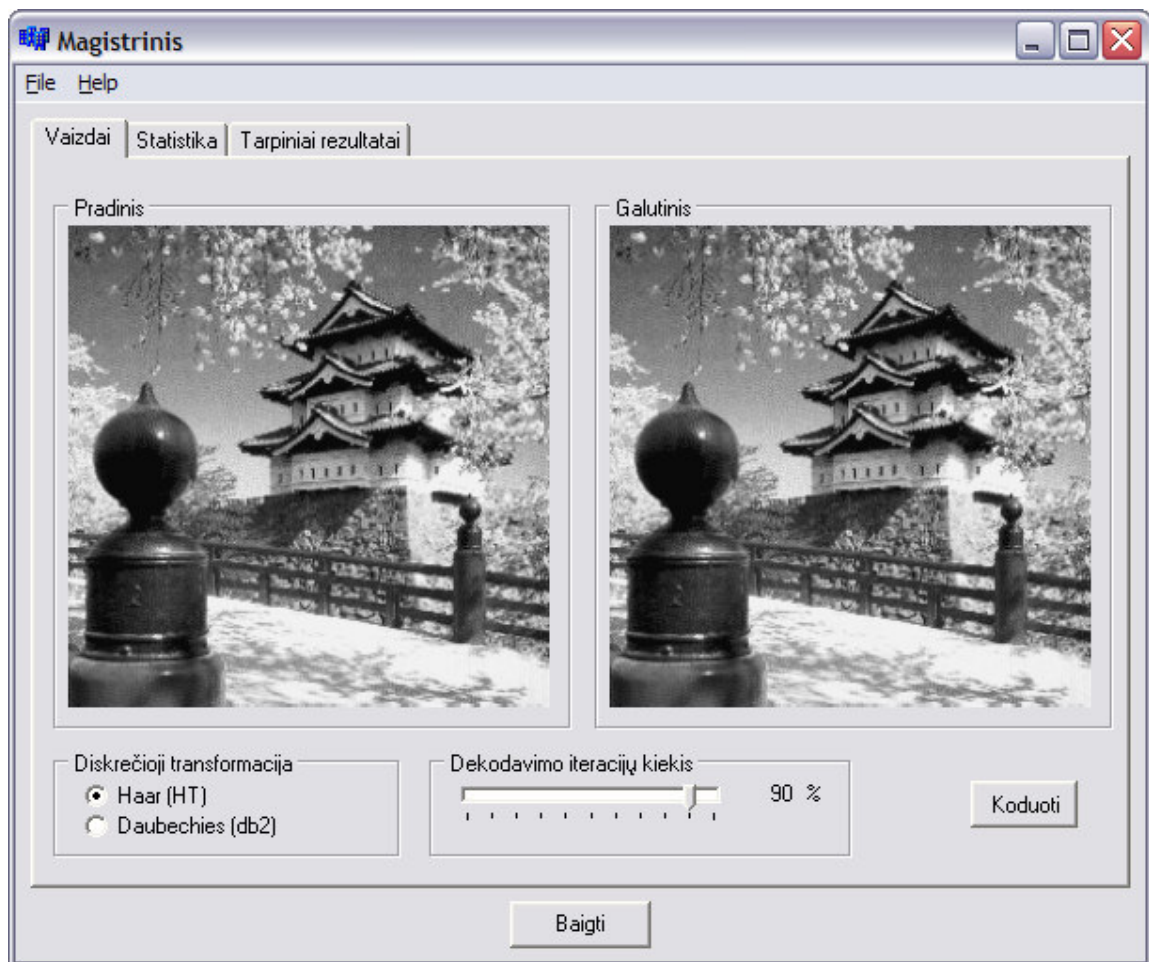 Magistrinis
File Help
Vaizdai Statistika Tarpiniai rezultatai
Pradinis
Galutinis
Diskrečioji transformacija
Haar (HT)
Daubechies (db2)
Dekodavimo iteracijų kiekis
90 %
Koduoti
Baigti